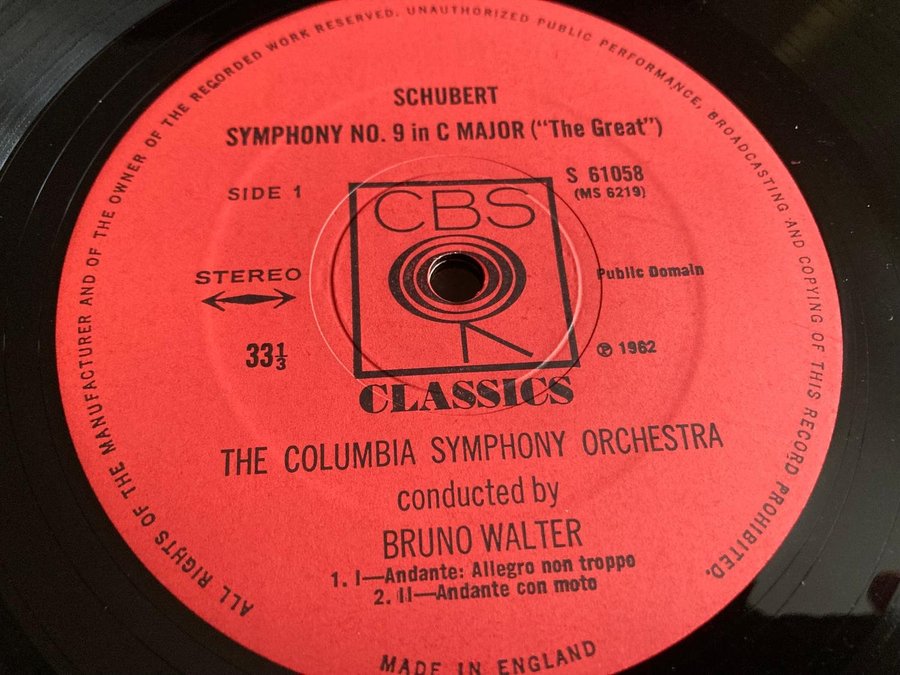 ALL RIGHTS OF THE MANUFACTURER AND OF THE OWNER OF THE RECORDED WORK RESERVED. UNAUTHORIZED PUBLIC PERFORMANCE, BROADCASTING AND COPYING OF THIS RECORD PROHIBITED.
SCHUBERT
SYMPHONY NO. 9 in C MAJOR ("The Great")
SIDE 1
S 61058
(MS 6219)
CBS
STEREO
Public Domain
33⅓
℗ 1962
CLASSICS
THE COLUMBIA SYMPHONY ORCHESTRA
conducted by
BRUNO WALTER
1. I—Andante: Allegro non troppo
2. II—Andante con moto
MADE IN ENGLAND